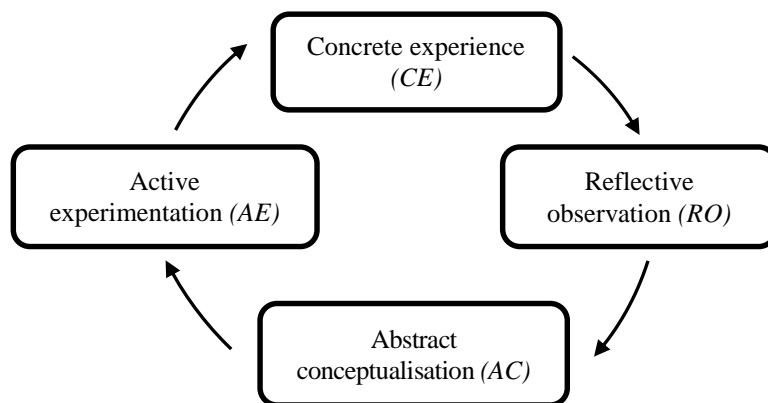 Concrete experience
(CE)
Active
experimentation (AE)
Reflective
observation (RO)
Abstract
conceptualisation (AC)